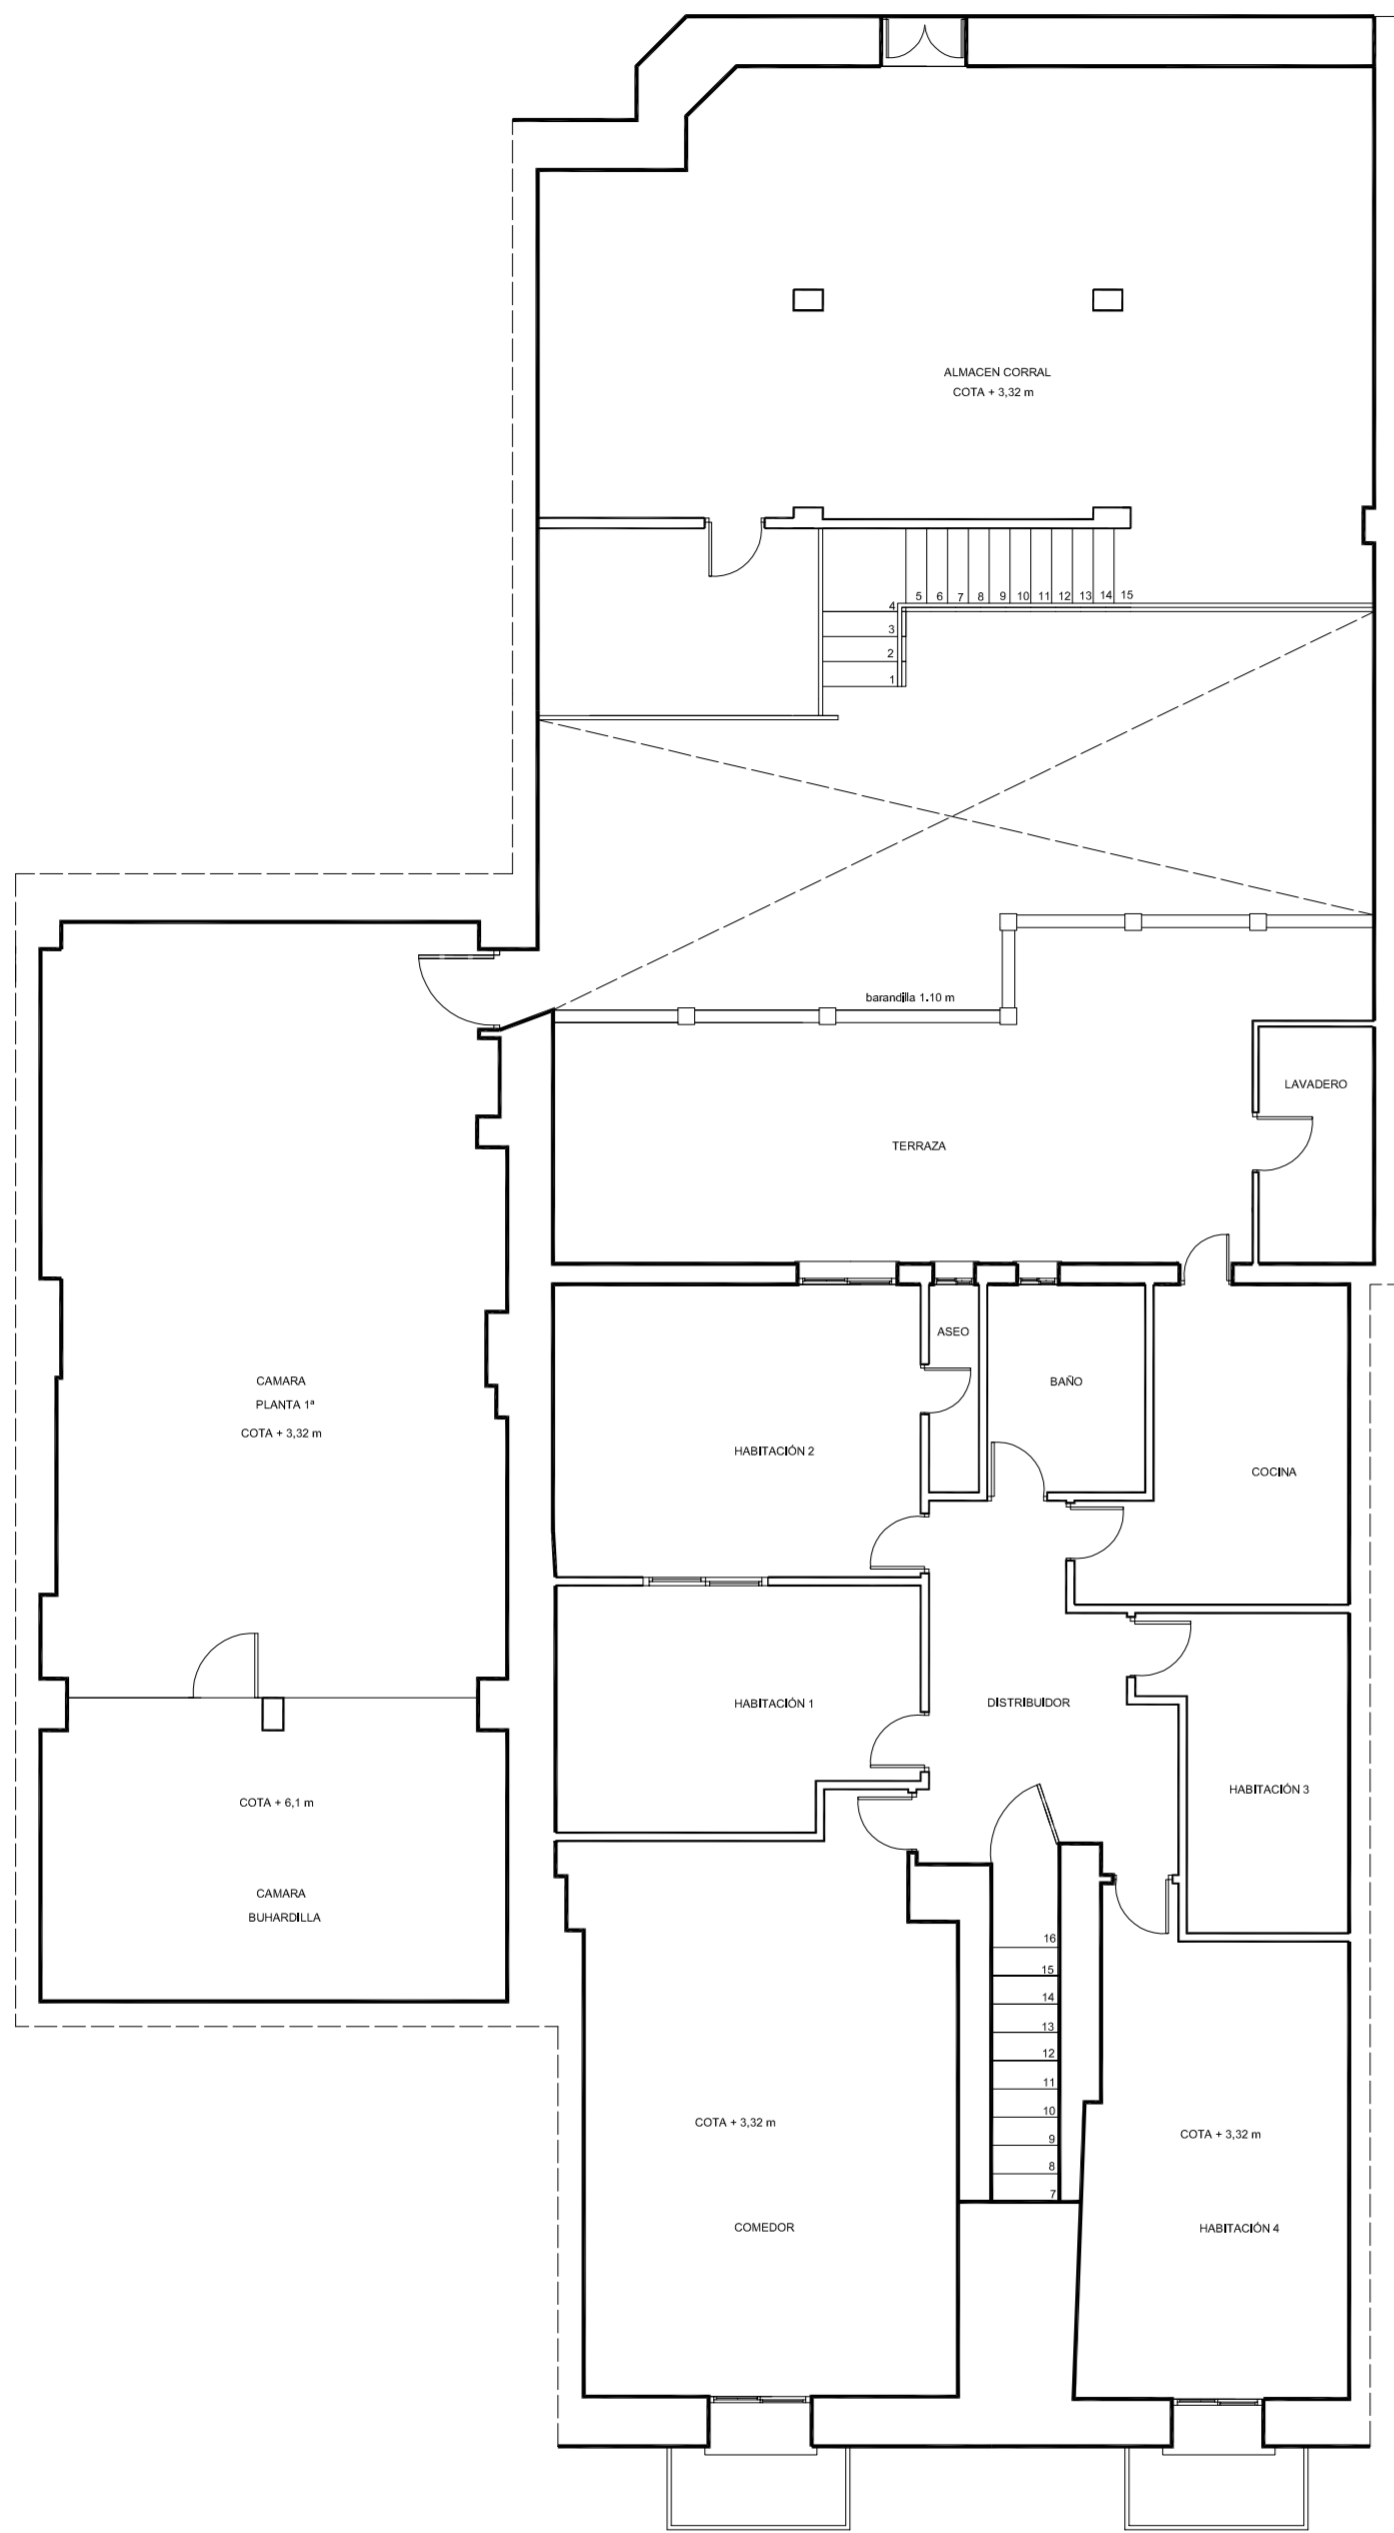 ALMACEN CORRAL
COTA + 3,32 m
5 6 7 8 9 10 11 12 13 14 15
4
3
2
1
barandilla 1.10 m
LAVADERO
TERRAZA
ASEO
BAÑO
CAMARA
PLANTA 1ª
COTA + 3,32 m
HABITACIÓN 2
COCINA
HABITACIÓN 1
DISTRIBUIDOR
HABITACIÓN 3
COTA + 6,1 m
CAMARA
BUHARDILLA
16
15
14
13
12
11
10
9
8
7
COTA + 3,32 m
COMEDOR
COTA + 3,32 m
HABITACIÓN 4